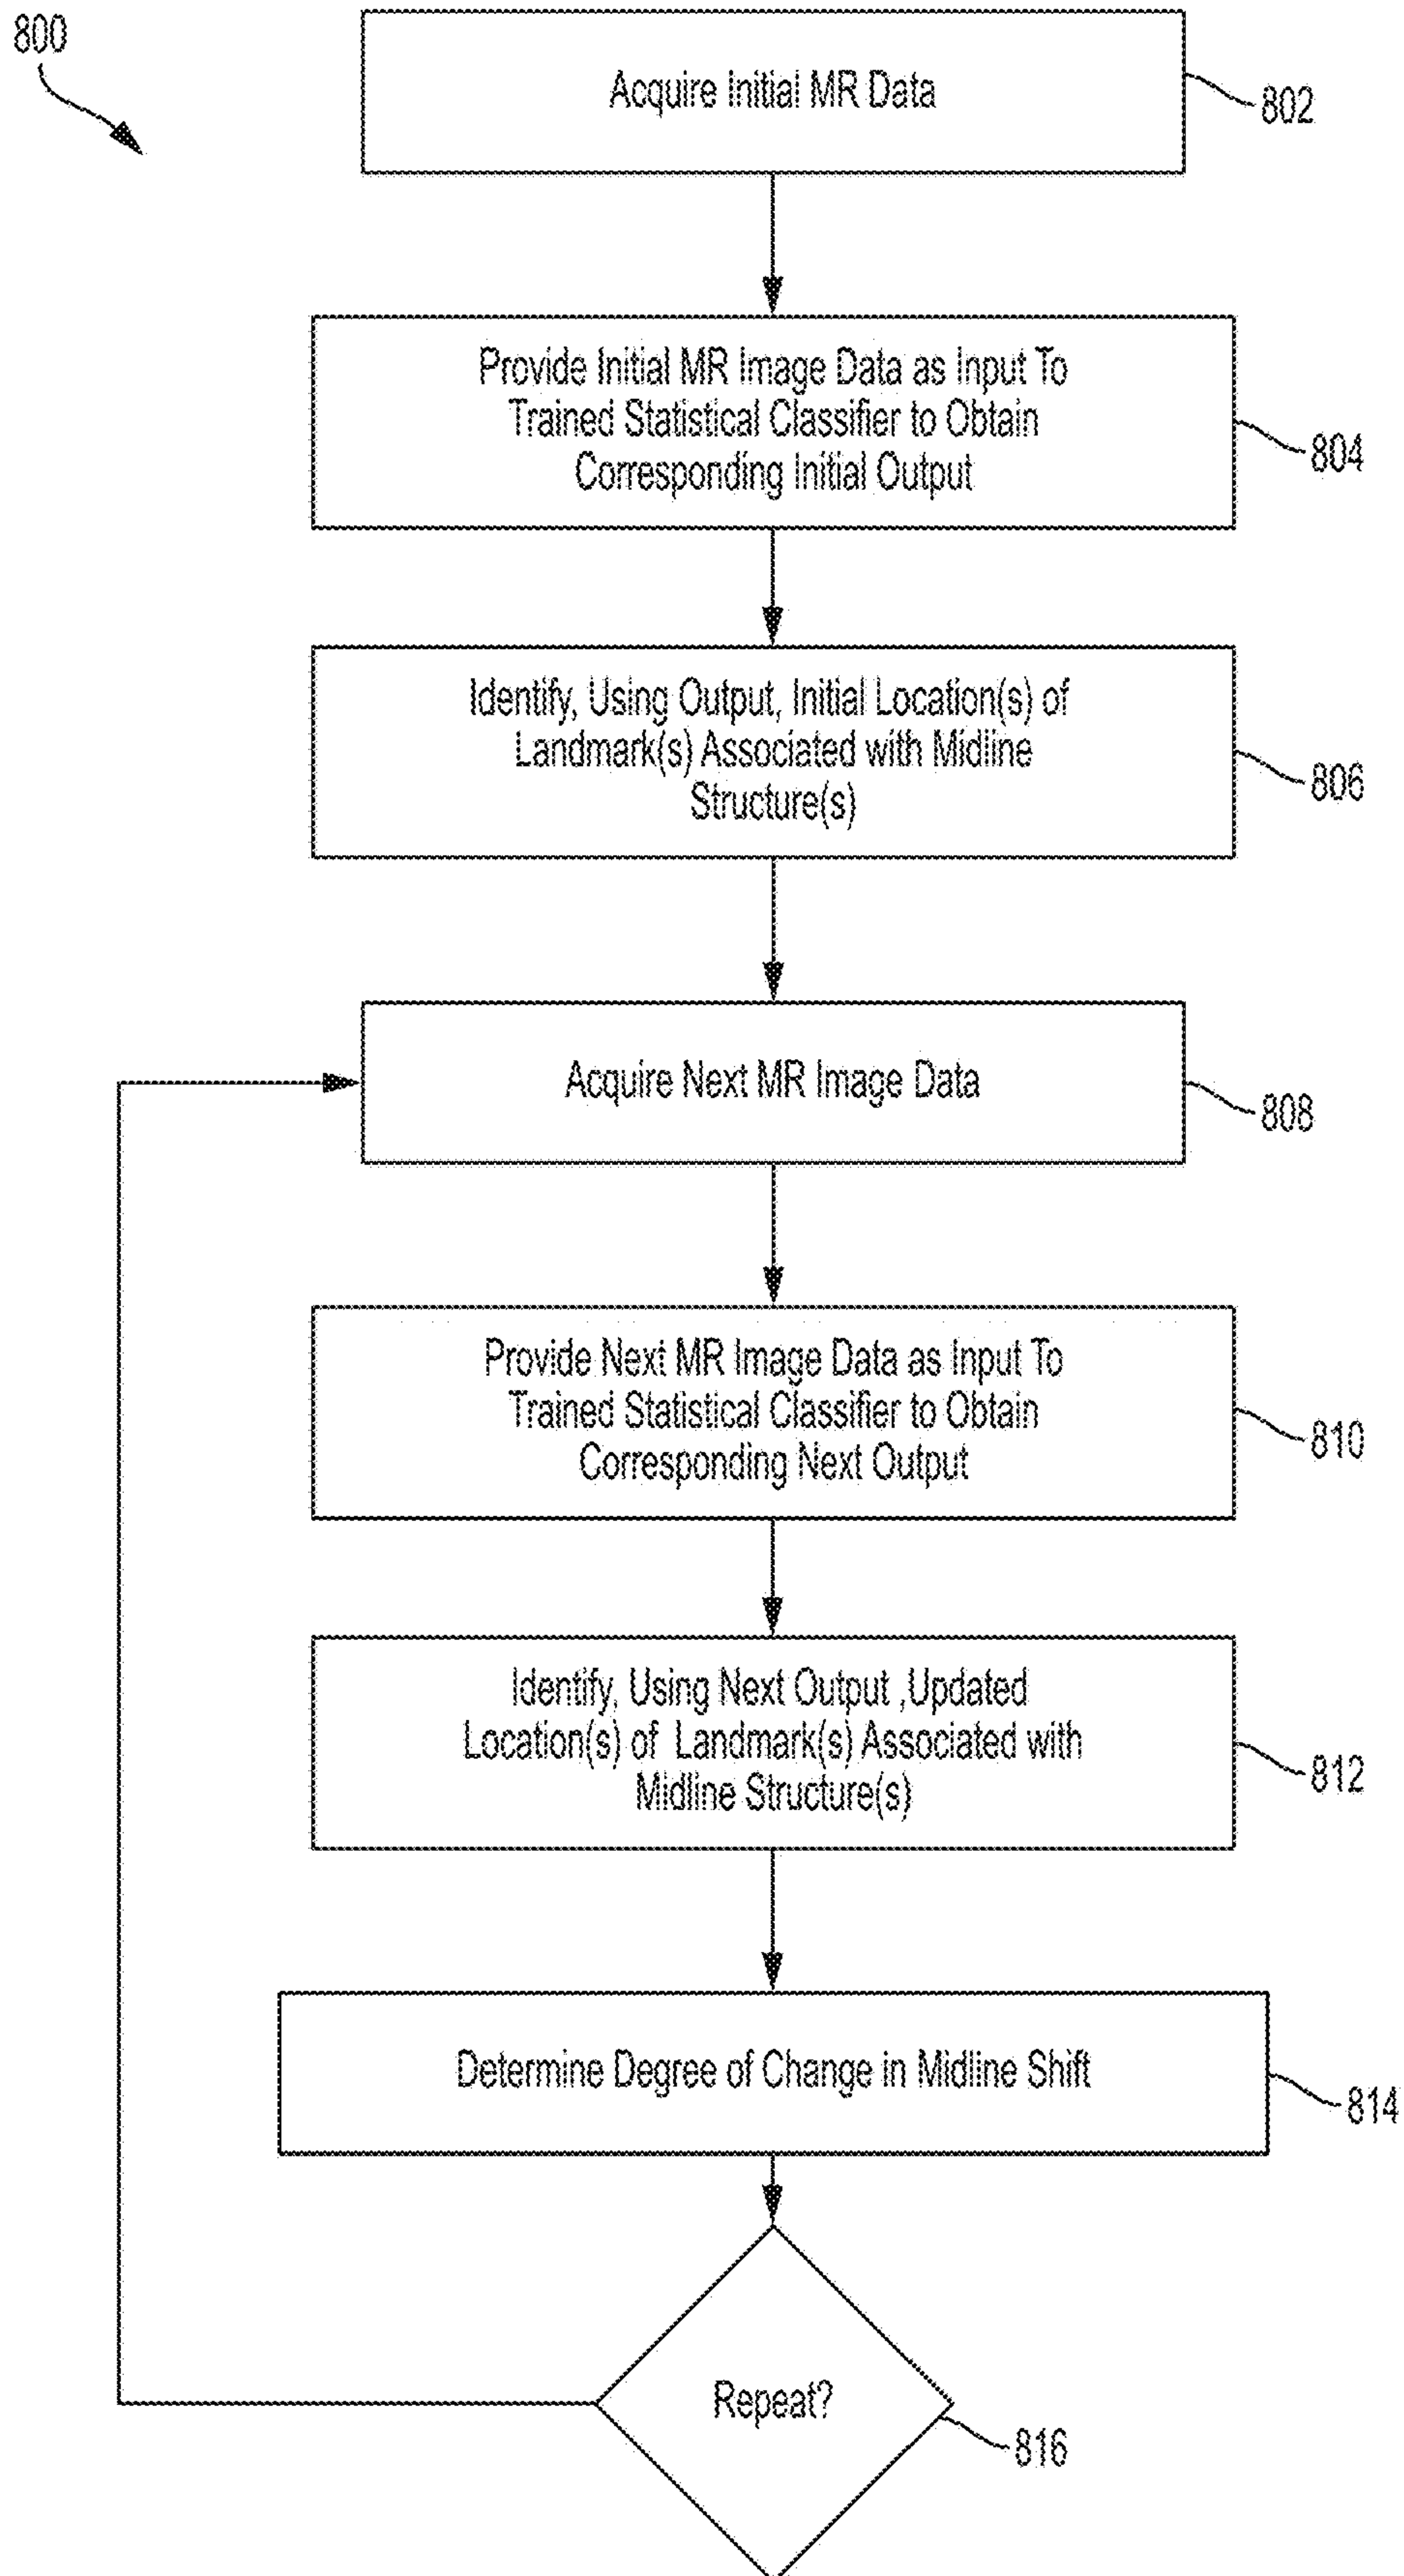 800
Acquire Initial MR Data
802
Provide Initial MR Image Data as Input To
Trained Statistical Classifier to Obtain
Corresponding Initial Output
804
Identify, Using Output, Initial Location(s) of
Landmark(s) Associated with Midline
Structure(s)
806
Acquire Next MR Image Data
808
Provide Next MR Image Data as Input To
Trained Statistical Classifier to Obtain
Corresponding Next Output
810
Identify, Using Next Output ,Updated
Location(s) of Landmark(s) Associated with
Midline Structure(s)
812
Determine Degree of Change in Midline Shift
814
Repeat?
816